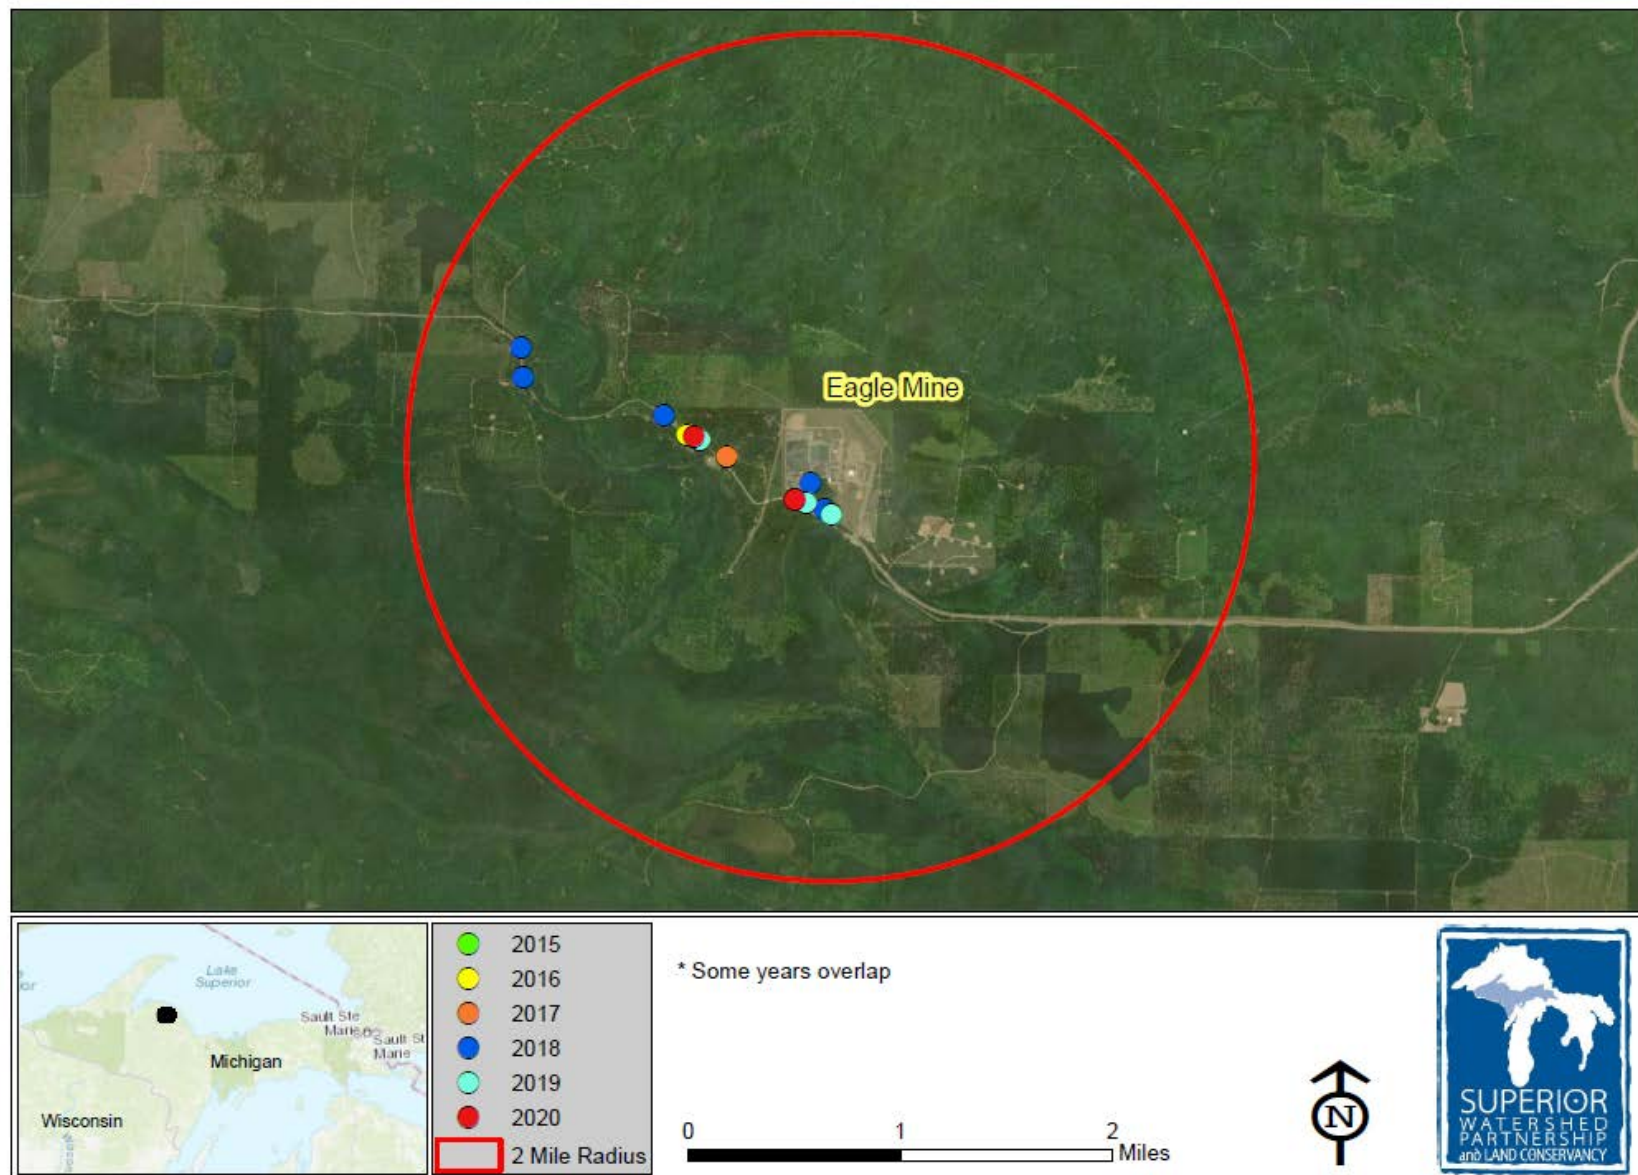 Eagle Mine
Lake
Superior
Sault Ste
Marie
Sault St
Marie
Michigan
Wisconsin
2015
2016
2017
2018
2019
2020
2 Mile Radius
* Some years overlap
0 1 2
Miles
N
SUPERIOR
WATERSHED
PARTNERSHIP
and LAND CONSERVANCY